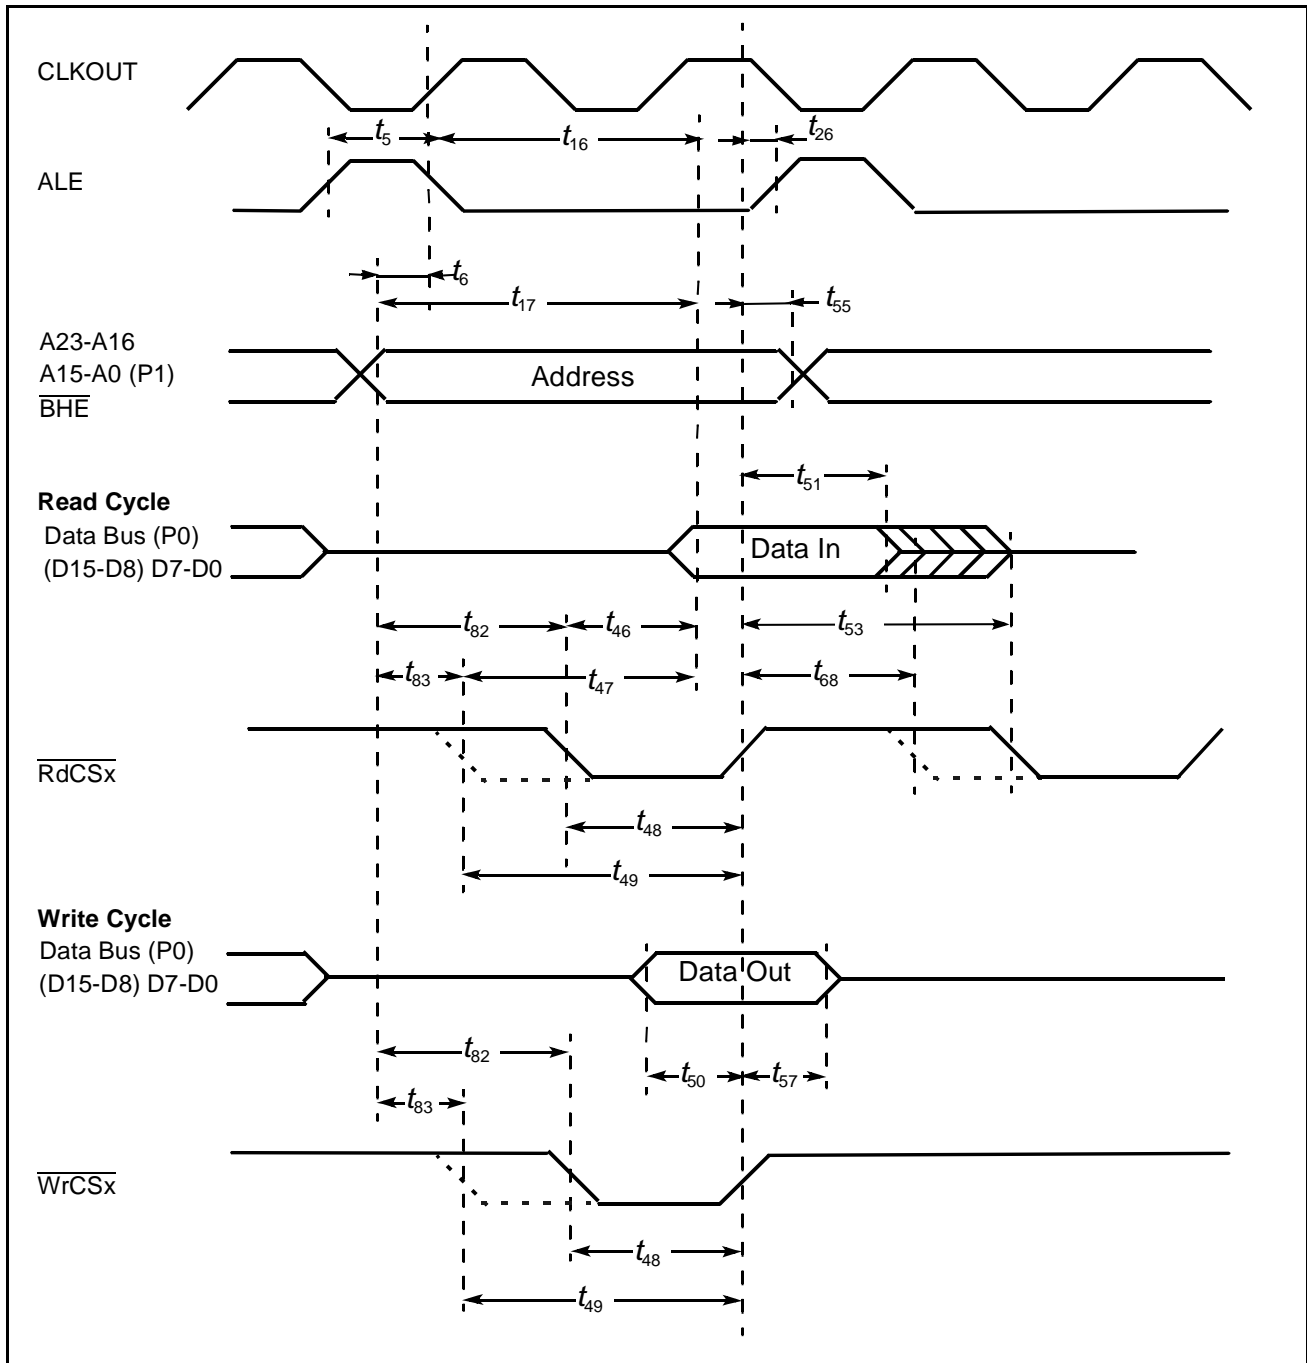 CLKOUT
t5
t16
t26
ALE
t6
t17
t55
A23-A16
A15-A0 (P1)
BHE
Address
t51
Read Cycle
Data Bus (P0)
(D15-D8) D7-D0
Data In
t82
t46
t53
t83
t47
t68
RdCSx
t48
t49
Write Cycle
Data Bus (P0)
(D15-D8) D7-D0
Data Out
t82
t50
t57
t83
WrCSx
t48
t49